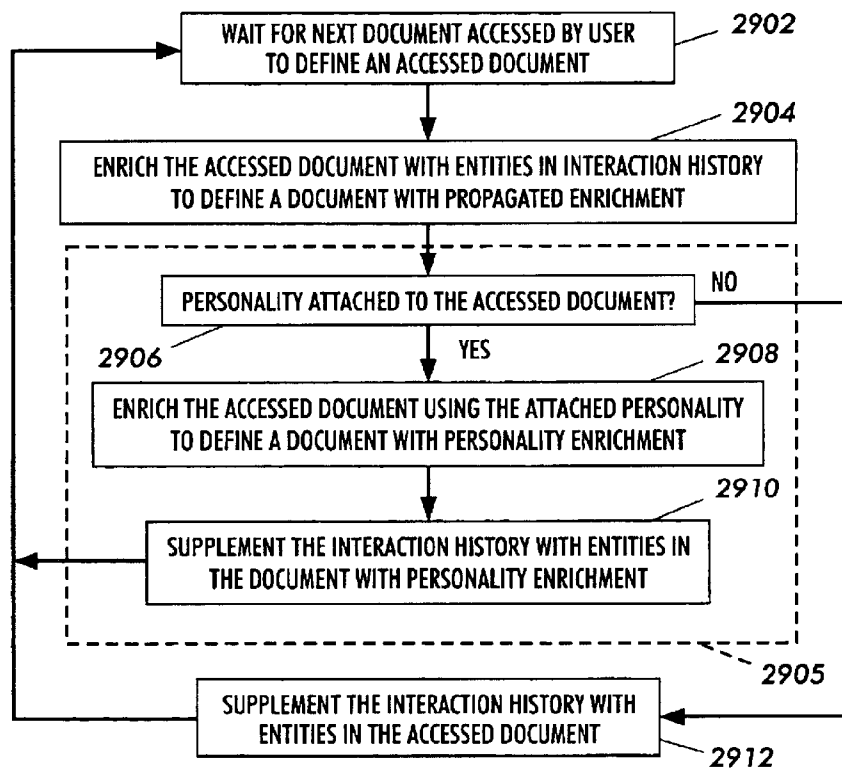 WAIT FOR NEXT DOCUMENT ACCESSED BY USER
TO DEFINE AN ACCESSED DOCUMENT
2902
2904
ENRICH THE ACCESSED DOCUMENT WITH ENTITIES IN INTERACTION HISTORY
TO DEFINE A DOCUMENT WITH PROPAGATED ENRICHMENT
PERSONALITY ATTACHED TO THE ACCESSED DOCUMENT?
NO
2906
YES
2908
ENRICH THE ACCESSED DOCUMENT USING THE ATTACHED PERSONALITY
TO DEFINE A DOCUMENT WITH PERSONALITY ENRICHMENT
2910
SUPPLEMENT THE INTERACTION HISTORY WITH ENTITIES IN
THE DOCUMENT WITH PERSONALITY ENRICHMENT
2905
SUPPLEMENT THE INTERACTION HISTORY WITH
ENTITIES IN THE ACCESSED DOCUMENT
2912